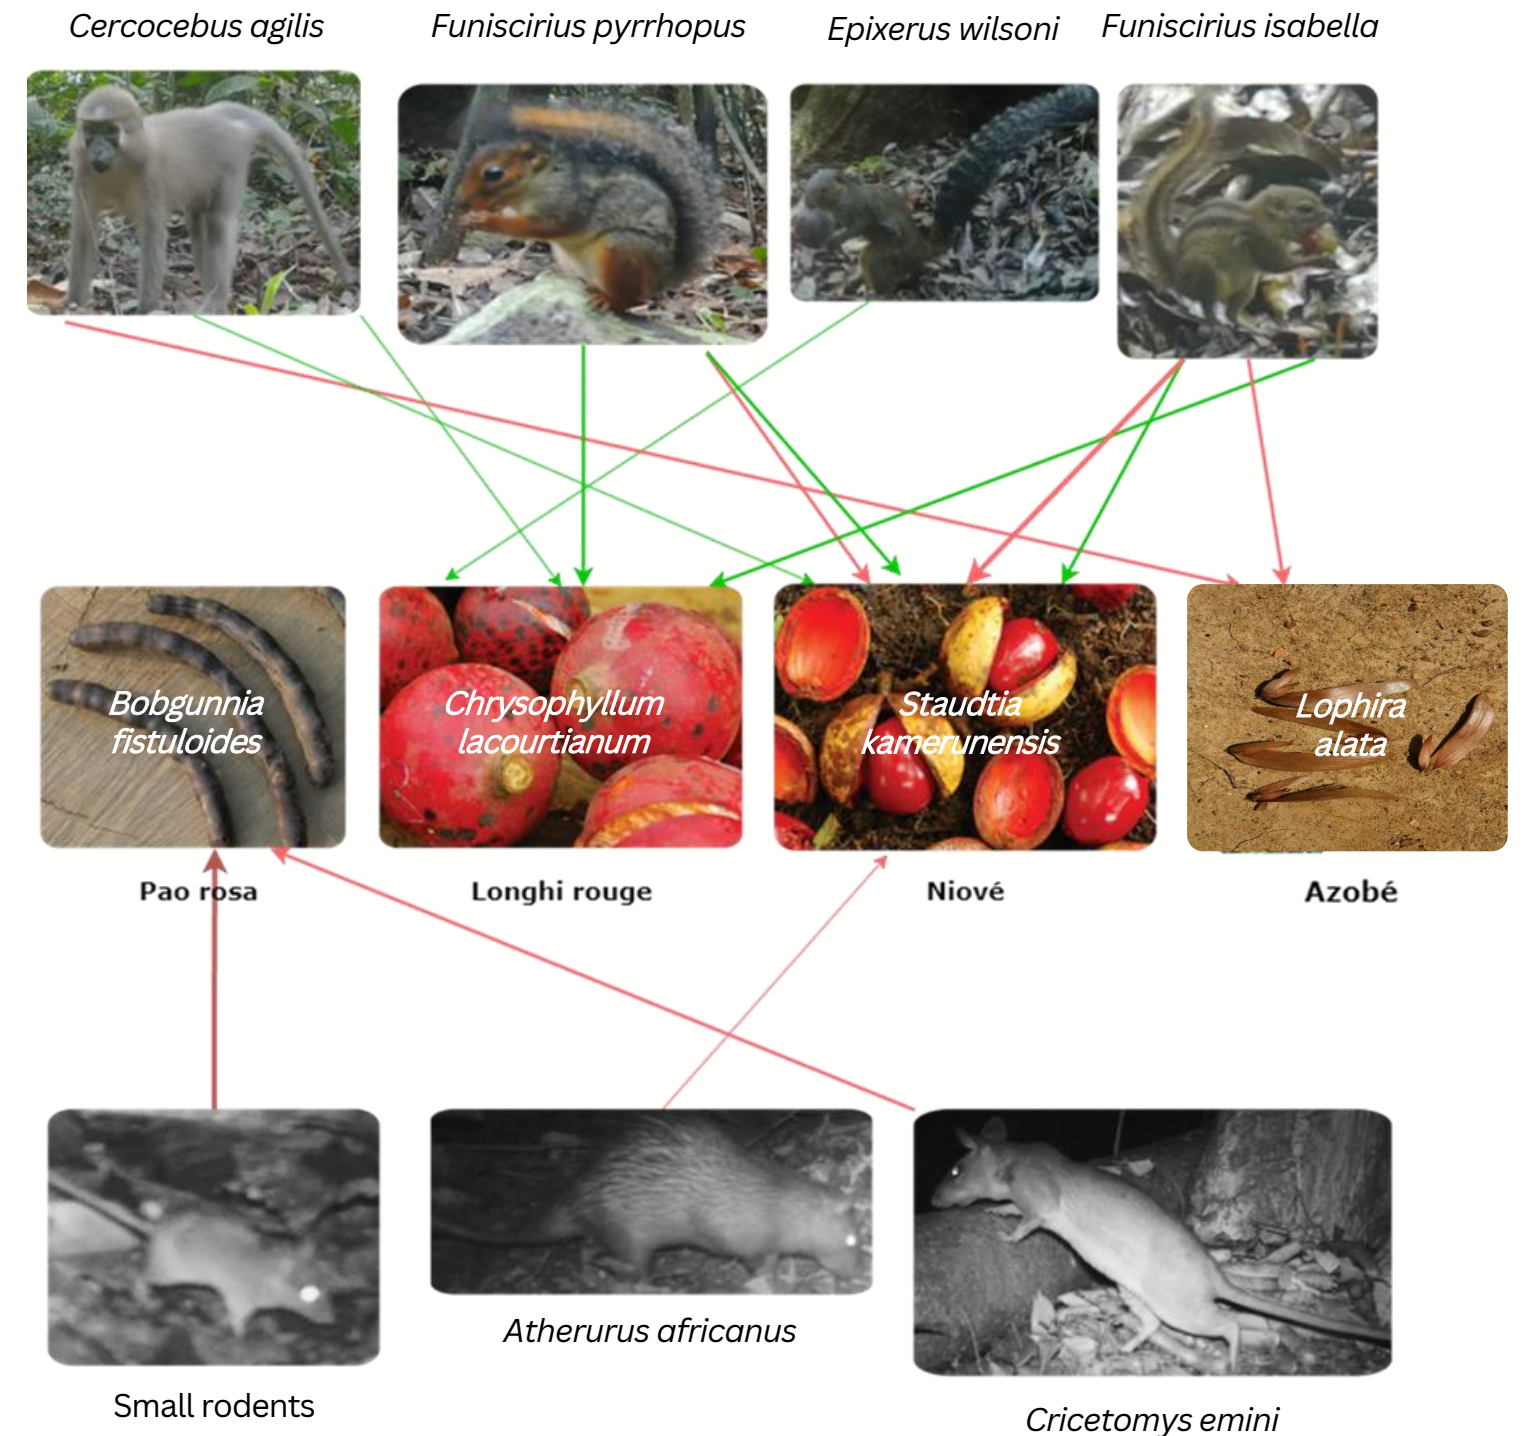 Cercocebus agilis
Funiscirius pyrrhopus
Epixerus wilsoni
Funiscirius isabella
Bobgunnia
fistuloides
Chrysophyllum
lacourtianum
Staudtia
kamerunensis
Lophira
alata
Pao rosa
Longhi rouge
Niové
Azobé
Small rodents
Atherurus africanus
Cricetomys emini